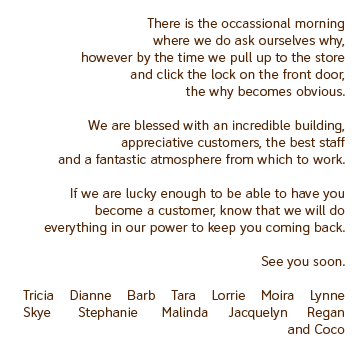 There is the occassional morning
where we do ask ourselves why,
however by the time we pull up to the store
and click the lock on the front door,
the why becomes obvious.
We are blessed with an incredible building,
appreciative customers, the best staff
and a fantastic atmosphere from which to work.
If we are lucky enough to be able to have you
become a customer, know that we will do
everything in our power to keep you coming back.
See you soon.
Tricia Dianne Barb Tara Lorrie Moira Lynne
Skye Stephanie Malinda Jacquelyn Regan
and Coco